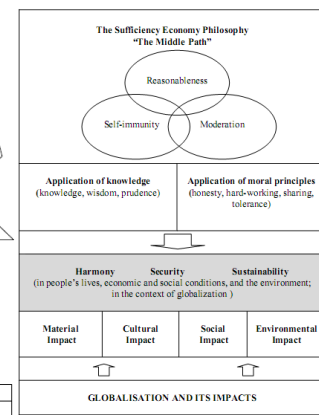 The Sufficiency Economy Philosophy
“The Middle Path”
Reasonableness
Self-immunity
Moderation
Application of knowledge
(knowledge, wisdom, prudence)
Application of moral principles
(honesty, hard-working, sharing,
tolerance)
Harmony Security Sustainability
(in people's lives, economic and social conditions, and the environment;
in the context of globalization )
Material
Impact
Cultural
Impact
Social
Impact
Environmental
Impact
GLOBALISATION AND ITS IMPACTS